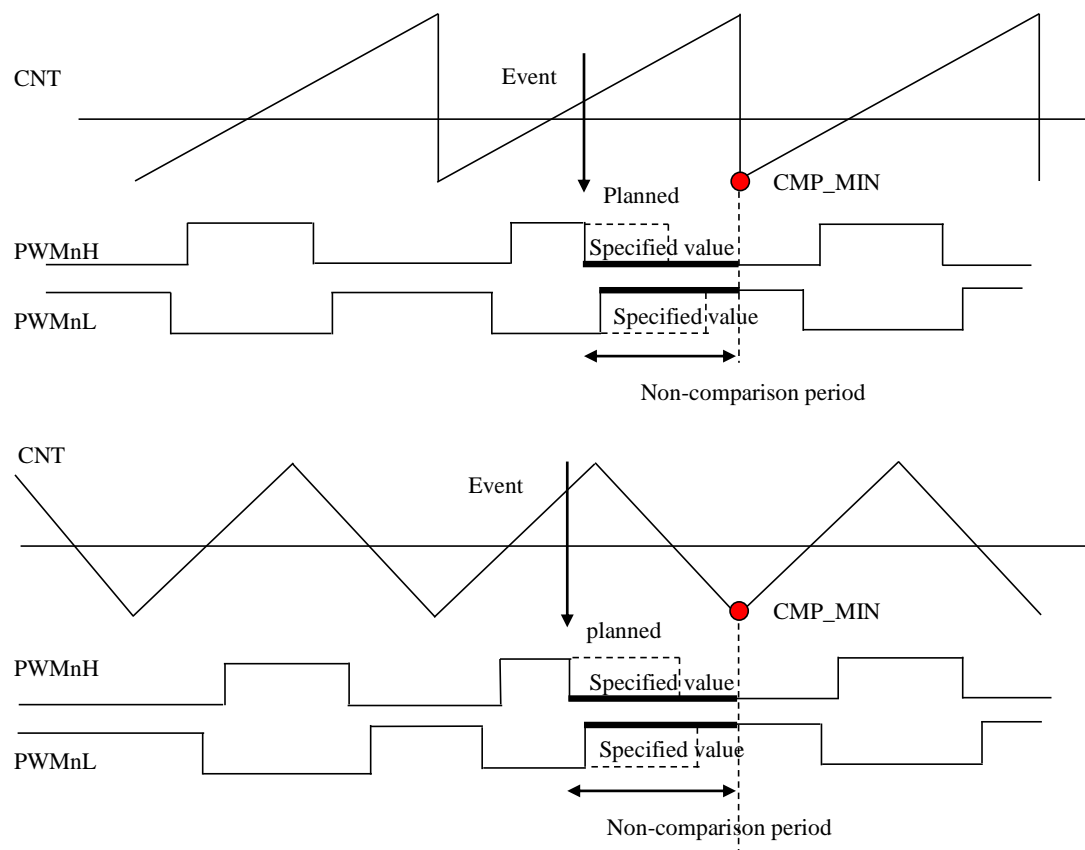 CNT
Event
CMP_MIN
Planned
PWMnH
Specified value
PWMnL
Specified value
Non-comparison period
CNT
Event
CMP_MIN
planned
PWMnH
Specified value
PWMnL
Specified value
Non-comparison period